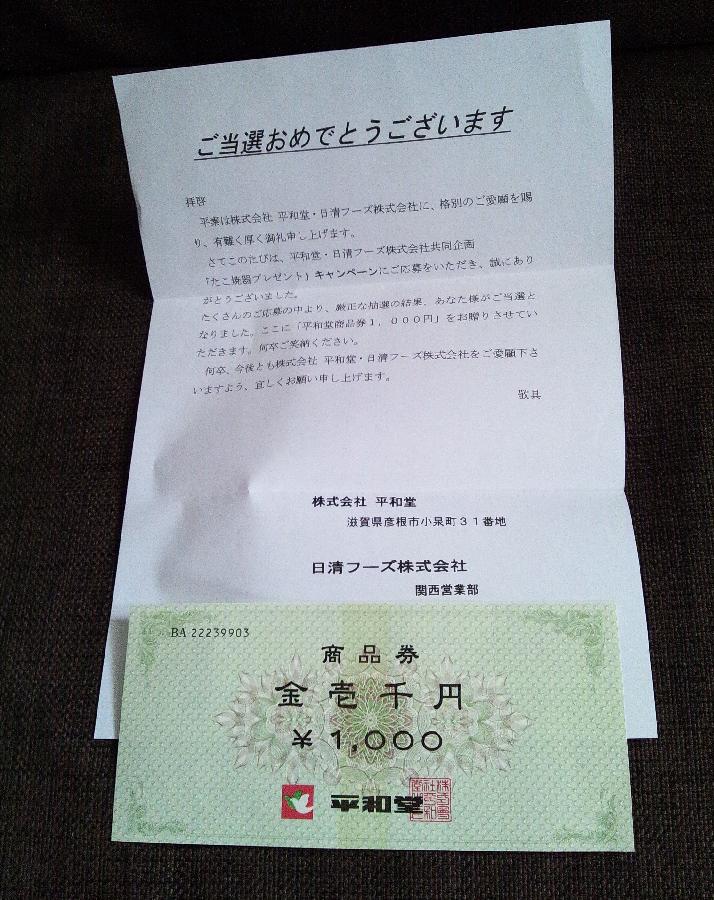 ご当選おめでとうございます
拝啓
平素は株式会社 平和堂・日清フーズ株式会社に、格別のご愛顧を賜
り、有難く厚く御礼申し上げます。
さてこのたびは、平和堂・日清フーズ株式会社共同企画
「たこ焼器プレゼント」キャンペーンにご応募をいただき、誠にあり
がとうございました。
たくさんのご応募の中より、厳正な抽選の結果、あなた様がご当選と
なりました。ここに「平和堂商品券１，０００円」をお贈りさせてい
ただきます。何卒ご笑納ください。
何卒、今後とも株式会社 平和堂・日清フーズ株式会社をご愛顧下さ
いますよう、宜しくお願い申し上げます。
敬具
株式会社 平和堂
滋賀県彦根市小泉町３１番地
日清フーズ株式会社
関西営業部
BA 22239903
商品券
金壱千円
¥1,000
平和堂